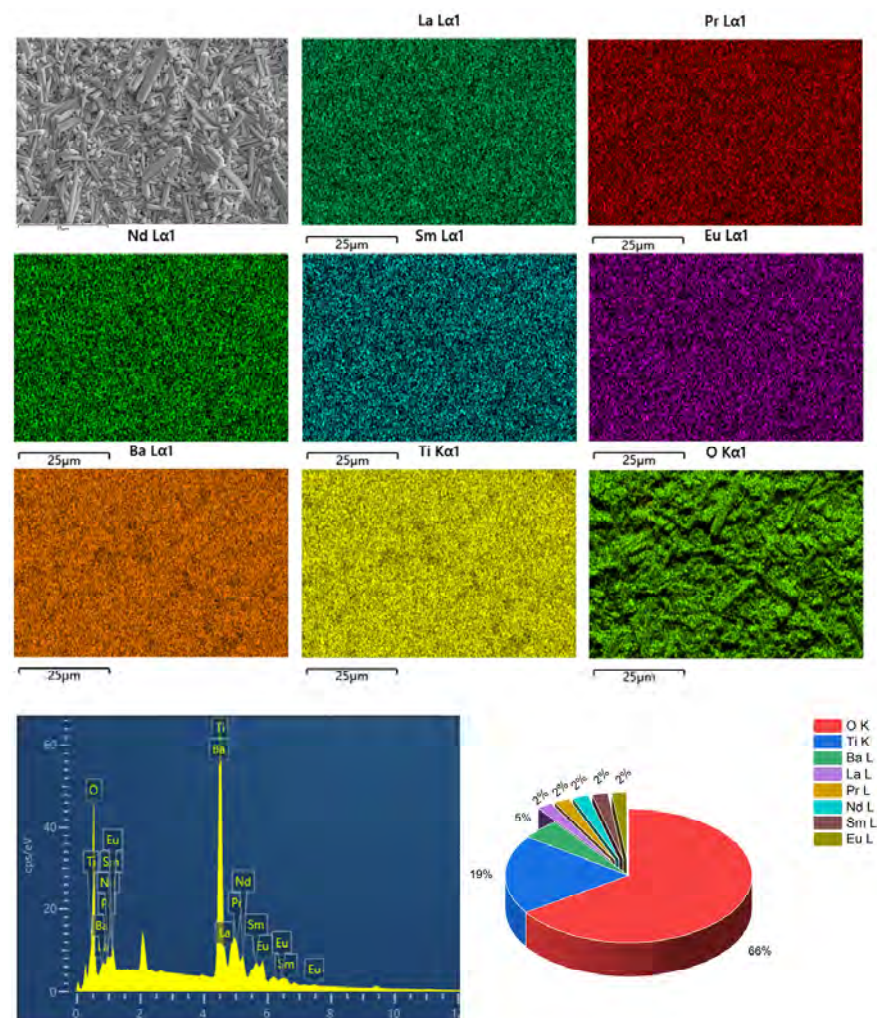 La Lα1
Pr Lα1
Nd Lα1
25μm
Sm Lα1
25μm
Eu Lα1
25μm
Ba Lα1
25μm
Ti Kα1
25μm
O Kα1
25μm
25μm
25μm
25μm
cps/eV
60
40
20
0
0
2
4
6
8
10
12
Ti
Ba
O
Eu
Ti
Sm
Ba
La
Pr
Nd
Sm
Eu
Eu
Sm
Eu
2%
2%
2%
2%
2%
5%
19%
66%
O K
Ti K
Ba L
La L
Pr L
Nd L
Sm L
Eu L